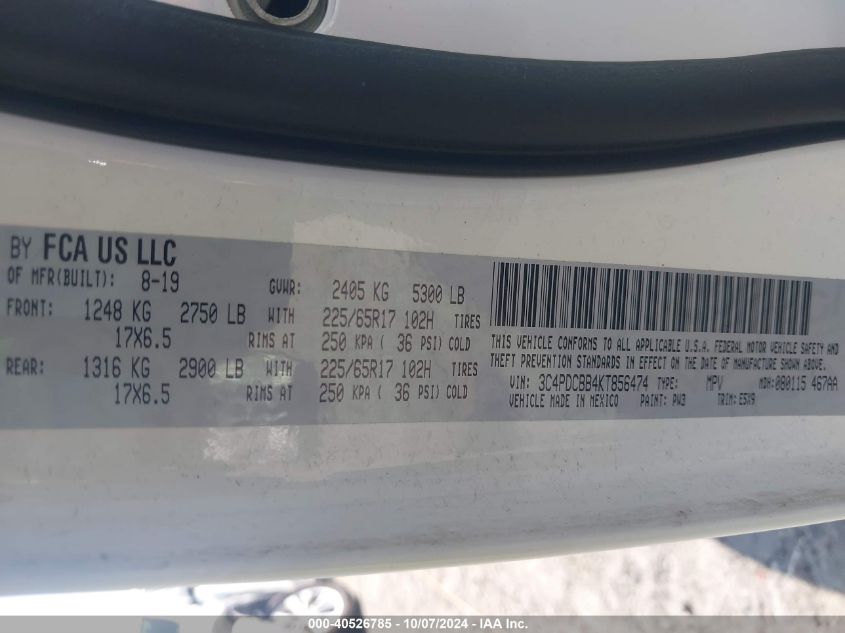 BY FCA US LLC
OF MFR(BUILT): 8-19 GVWR: 2405 KG 5300 LB
FRONT: 1248 KG 2750 LB WITH 225/65R17 102H TIRES
17X6.5 RIMS AT 250 KPA ( 36 PSI) COLD
REAR: 1316 KG 2900 LB WITH 225/65R17 102H TIRES
17X6.5 RIMS AT 250 KPA ( 36 PSI) COLD
THIS VEHICLE CONFORMS TO ALL APPLICABLE U.S.A. FEDERAL MOTOR VEHICLE SAFETY AND
THEFT PREVENTION STANDARDS IN EFFECT ON THE DATE OF MANUFACTURE SHOWN ABOVE.
VIN: 3C4PDCBB4KT856474 TYPE: MPV MDH: 080115 467AA
VEHICLE MADE IN MEXICO PAINT: PW3 TRIM: E5X9
000-40526785 - 10/07/2024 - IAA Inc.